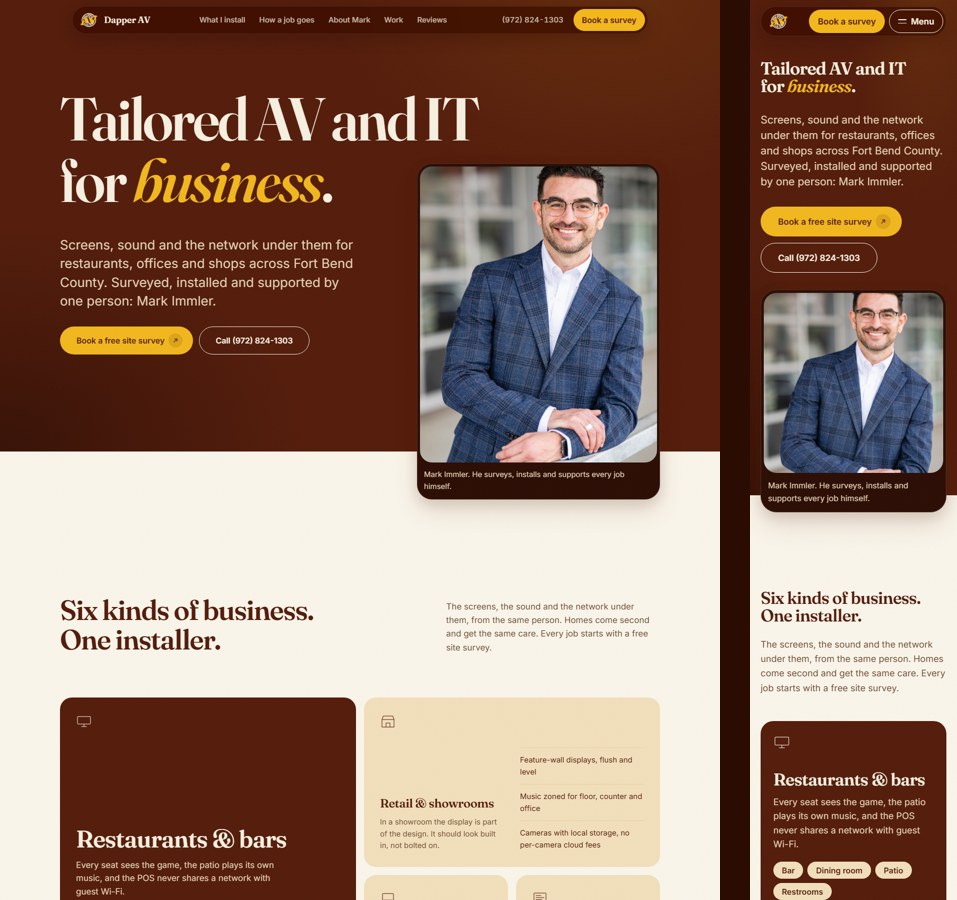 AV
Dapper AV
What I install
How a job goes
About Mark
Work
Reviews
(972) 824-1303
Book a survey
Tailored AV and IT
for business.
Screens, sound and the network under them for
restaurants, offices and shops across Fort Bend
County. Surveyed, installed and supported by
one person: Mark Immler.
Book a free site survey
Call (972) 824-1303
Mark Immler. He surveys, installs and supports every job
himself.
Six kinds of business.
One installer.
The screens, the sound and the network under
them, from the same person. Homes come second
and get the same care. Every job starts with a free
site survey.
Restaurants & bars
Every seat sees the game, the patio plays its own
music, and the POS never shares a network with
guest Wi-Fi.
Retail & showrooms
In a showroom the display is part
of the design. It should look built
in, not bolted on.
Feature-wall displays, flush and
level
Music zoned for floor, counter and
office
Cameras with local storage, no
per-camera cloud fees
AV
Book a survey
Menu
Tailored AV and IT
for business.
Screens, sound and the network
under them for restaurants, offices
and shops across Fort Bend County.
Surveyed, installed and supported
by one person: Mark Immler.
Book a free site survey
Call (972) 824-1303
Mark Immler. He surveys, installs and
supports every job himself.
Six kinds of business.
One installer.
The screens, the sound and the network
under them, from the same person. Homes
come second and get the same care. Every
job starts with a free site survey.
Restaurants & bars
Every seat sees the game, the patio
plays its own music, and the POS
never shares a network with guest
Wi-Fi.
Bar
Dining room
Patio
Restrooms